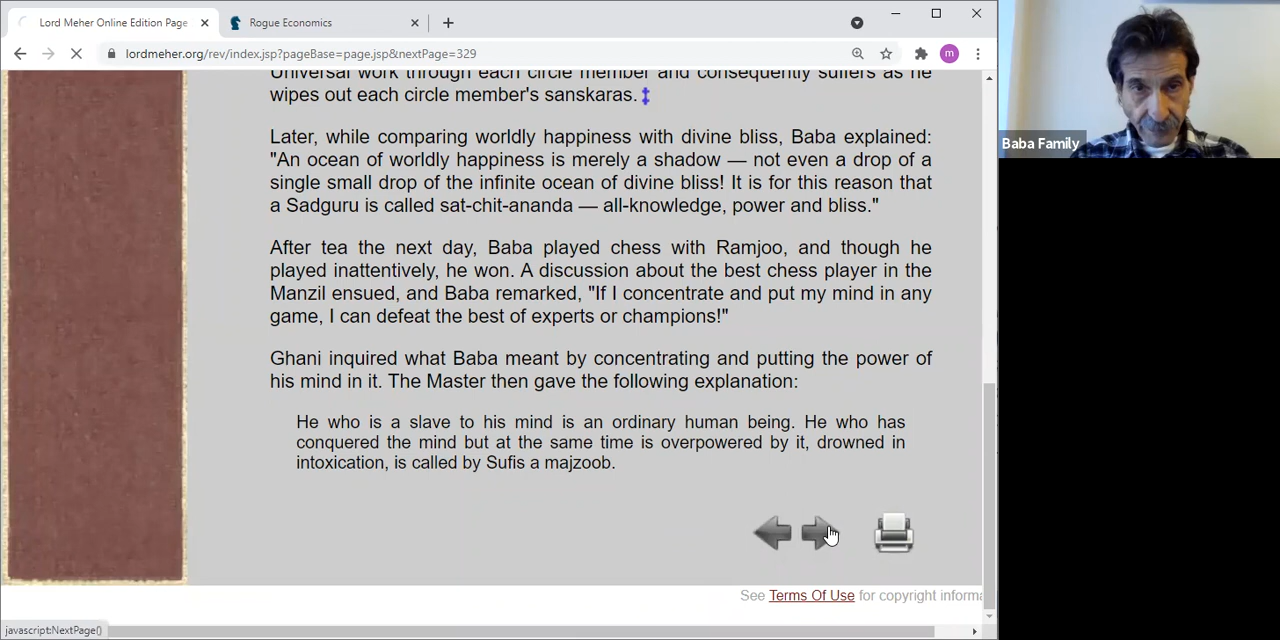 Lord Meher Online Edition Page
Rogue Economics
lordmeher.org/rev/index.jsp?pageBase=page.jsp&nextPage=329
m
Universal work through each circle member and consequently suffers as he
wipes out each circle member's sanskaras.
Later, while comparing worldly happiness with divine bliss, Baba explained:
"An ocean of worldly happiness is merely a shadow — not even a drop of a
single small drop of the infinite ocean of divine bliss! It is for this reason that
a Sadguru is called sat-chit-ananda — all-knowledge, power and bliss."
After tea the next day, Baba played chess with Ramjoo, and though he
played inattentively, he won. A discussion about the best chess player in the
Manzil ensued, and Baba remarked, "If I concentrate and put my mind in any
game, I can defeat the best of experts or champions!"
Ghani inquired what Baba meant by concentrating and putting the power of
his mind in it. The Master then gave the following explanation:
He who is a slave to his mind is an ordinary human being. He who has
conquered the mind but at the same time is overpowered by it, drowned in
intoxication, is called by Sufis a majzoob.
See Terms Of Use for copyright informa
javascript:NextPage()
Baba Family